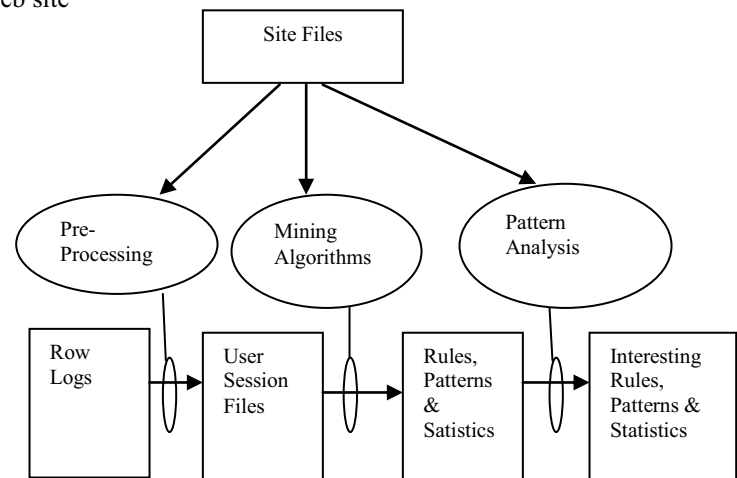 eb site
Site Files
Pre-
Processing
Mining
Algorithms
Pattern
Analysis
Row
Logs
User
Session
Files
Rules,
Patterns
&
Satistics
Interesting
Rules,
Patterns &
Statistics